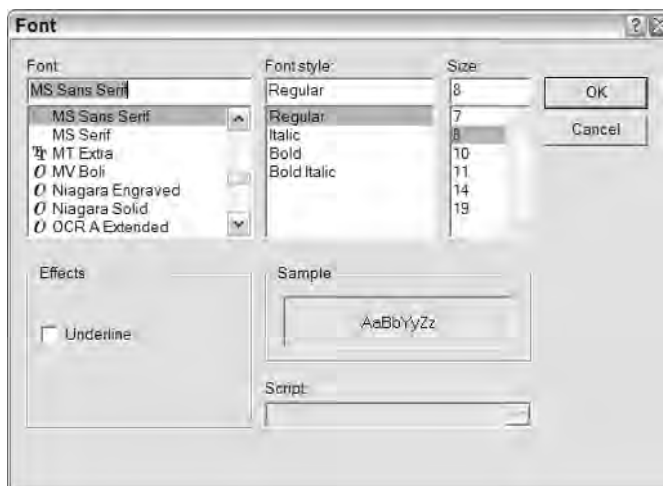 Font
?
Font:
MS Sans Serif
MS Sans Serif
MS Serif
MT Extra
MV Boli
Niagara Engraved
Niagara Solid
OCR A Extended
Font style:
Regular
Regular
Italic
Bold
Bold Italic
Size:
8
7
8
10
11
14
19
OK
Cancel
Effects
Underline
Sample
AaBbYyZz
Script: